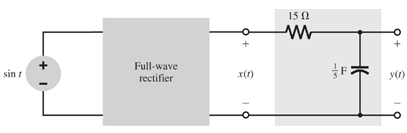 15 Ω
+
sin t
+
−
Full-wave
rectifier
+
x(t)
−
1/5 F
+
y(t)
−